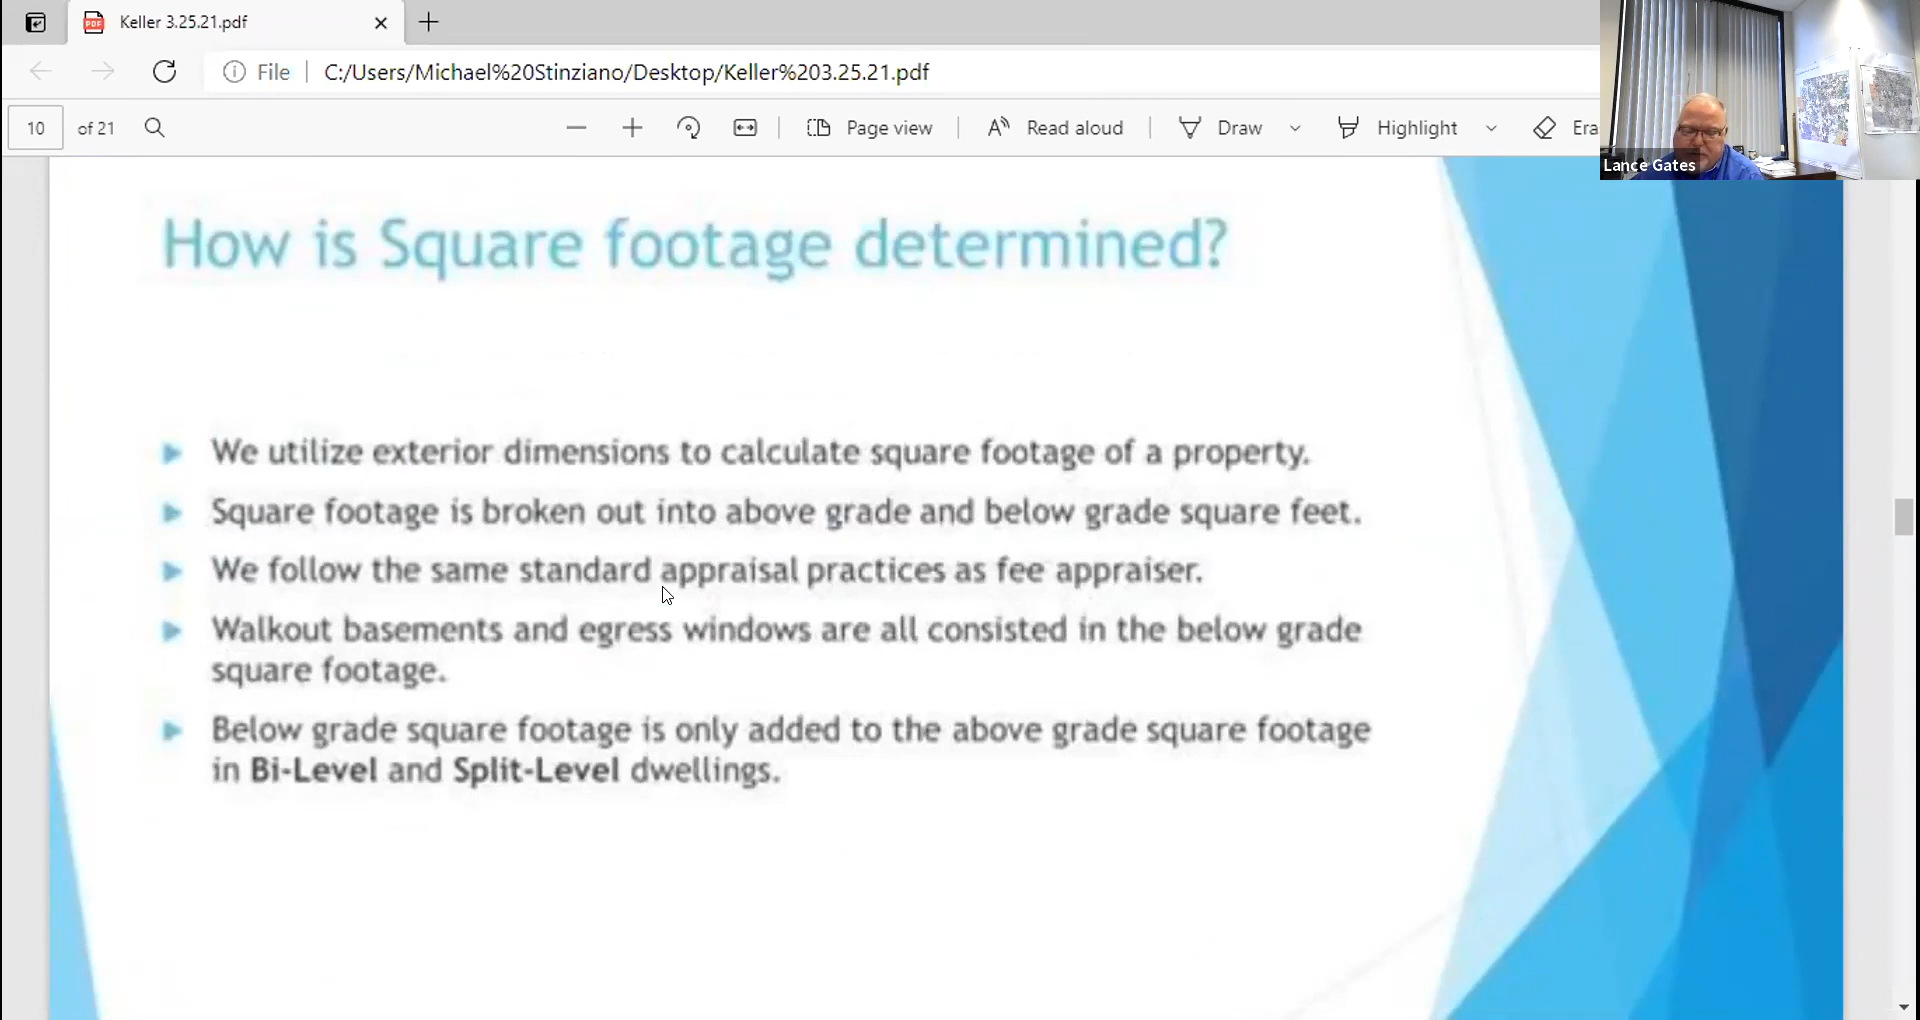 Keller 3.25.21.pdf
File
C:/Users/Michael%20Stinziano/Desktop/Keller%203.25.21.pdf
10 of 21
Page view
Read aloud
Draw
Highlight
Era
Lance Gates
How is Square footage determined?
We utilize exterior dimensions to calculate square footage of a property.
Square footage is broken out into above grade and below grade square feet.
We follow the same standard appraisal practices as fee appraiser.
Walkout basements and egress windows are all consisted in the below grade
square footage.
Below grade square footage is only added to the above grade square footage
in Bi-Level and Split-Level dwellings.